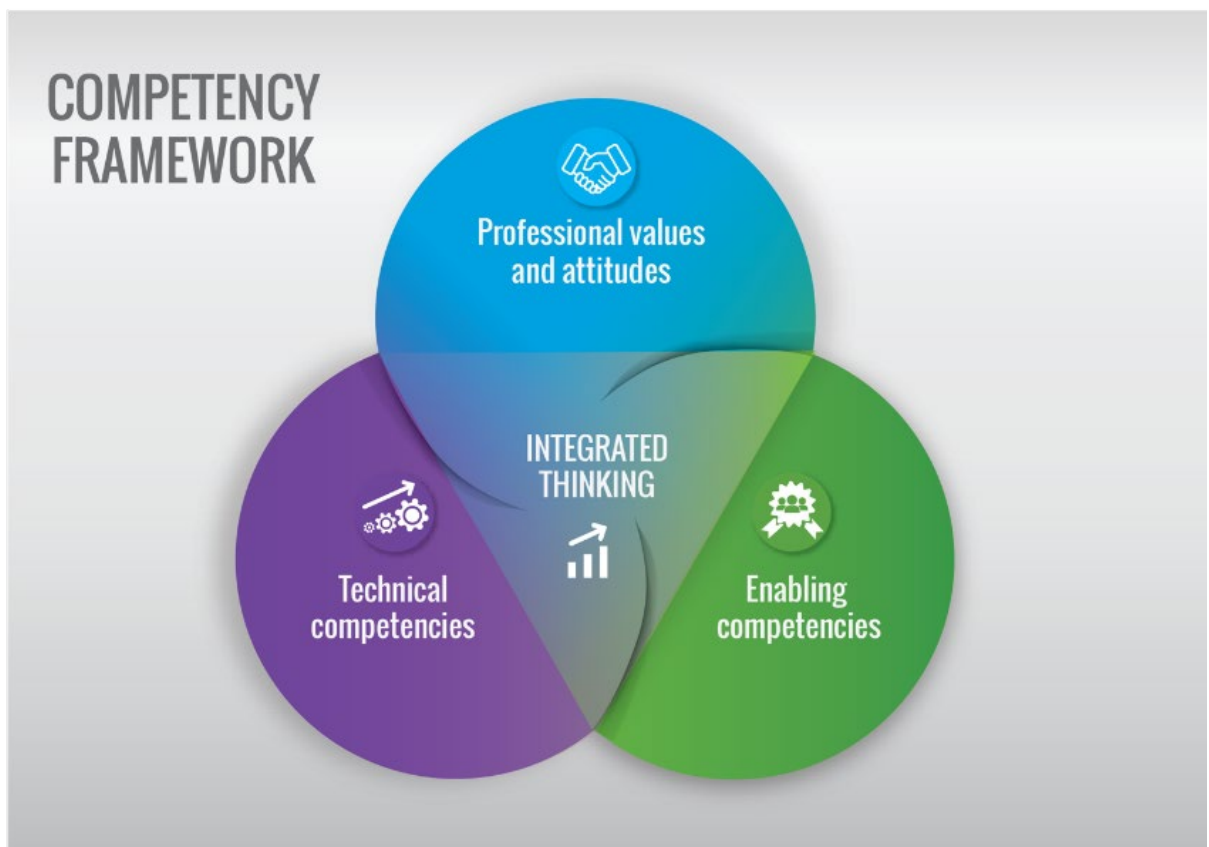 COMPETENCY
FRAMEWORK
Professional values
and attitudes
INTEGRATED
THINKING
Technical
competencies
Enabling
competencies